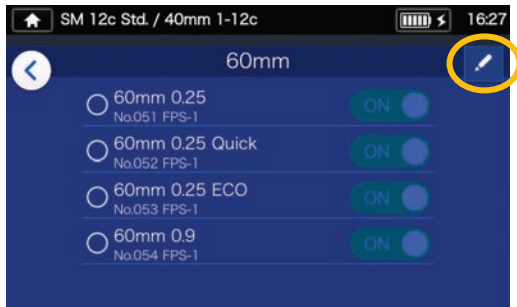 SM 12c Std. / 40mm 1-12c 16:27
60mm
60mm 0.25 ON
No.051 FPS-1
60mm 0.25 Quick ON
No.052 FPS-1
60mm 0.25 ECO ON
No.053 FPS-1
60mm 0.9 ON
No.054 FPS-1